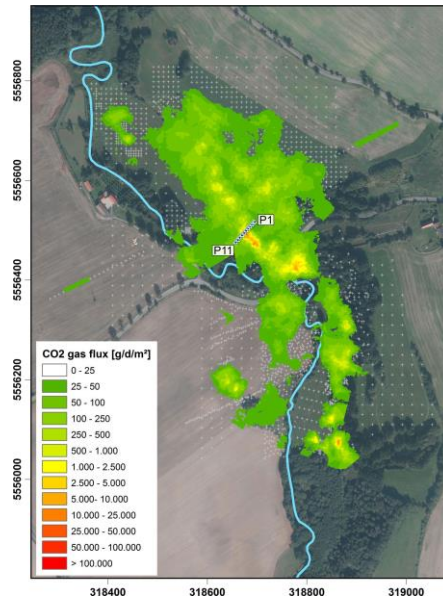 5556800
5556600
5556400
5556200
5556000
P1
P11
CO2 gas flux [g/d/m²]
0 - 25
25 - 50
50 - 100
100 - 250
250 - 500
500 - 1.000
1.000 - 2.500
2.500 - 5.000
5.000- 10.000
10.000 - 25.000
25.000 - 50.000
50.000 - 100.000
> 100.000
318400 318600 318800 319000